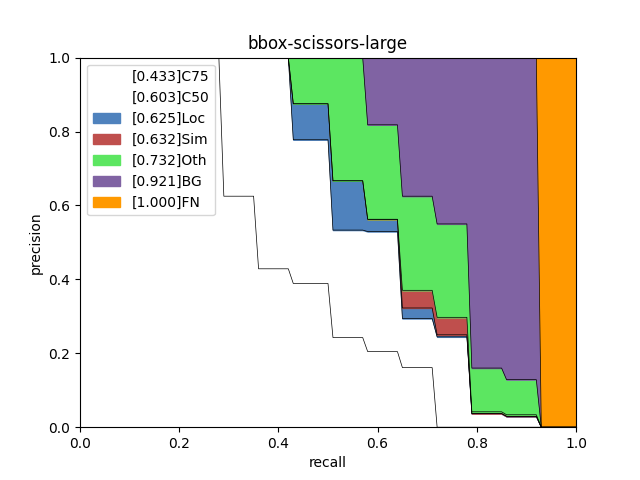 bbox-scissors-large
[0.433]C75
[0.603]C50
[0.625]Loc
[0.632]Sim
[0.732]Oth
[0.921]BG
[1.000]FN
1.0
0.8
0.6
0.4
0.2
0.0
precision
0.0 0.2 0.4 0.6 0.8 1.0
recall